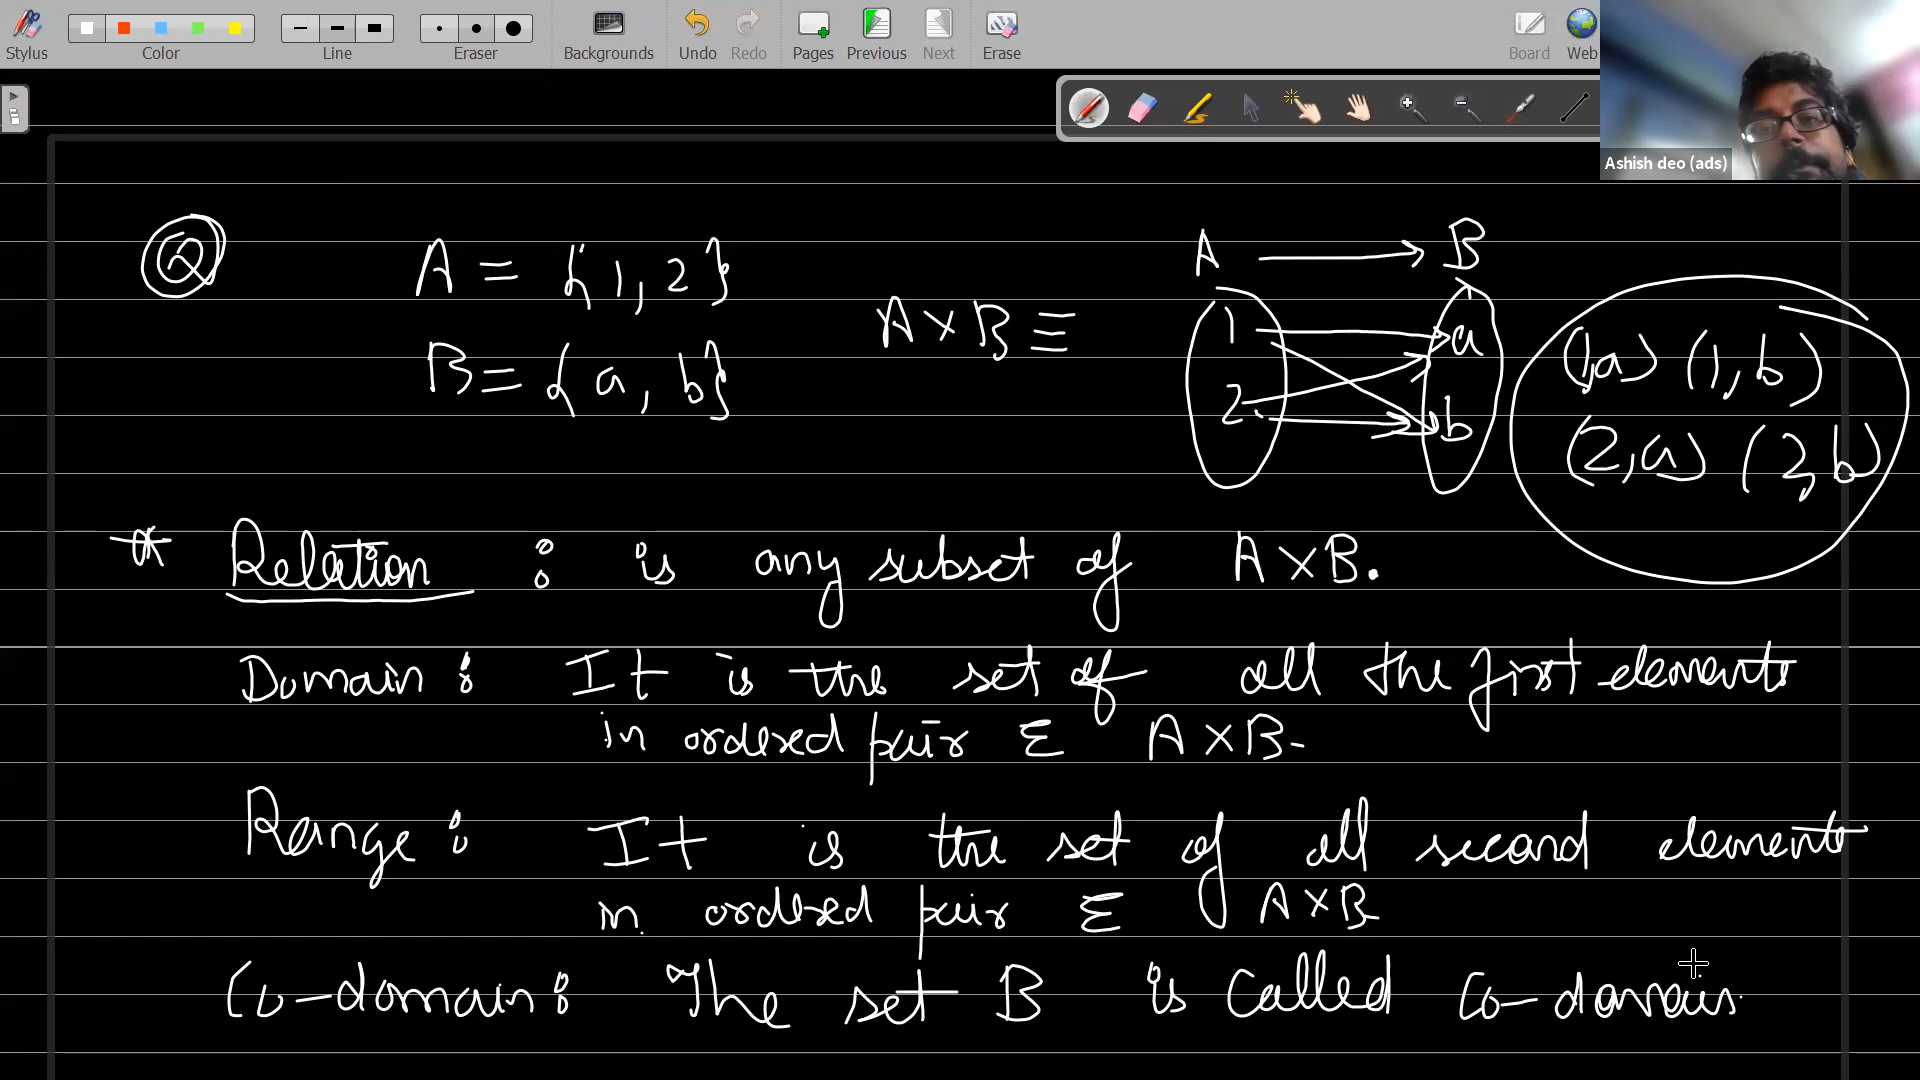 Stylus Color Line Eraser Backgrounds Undo Redo Pages Previous Next Erase Board Web
Ashish deo (ads)
Q A = {1, 2}
B = {a, b}
A × B ≡
A → B
1 a
2 b
(1,a) (1, b)
(2,a) (2, b)
* Relation : is any subset of A × B.
Domain : It is the set of all the first elements
in ordered pair ∈ A × B.
Range : It is the set of all second elements
in ordered pair ∈ A × B
Co-domain : The set B is called Co-domain.